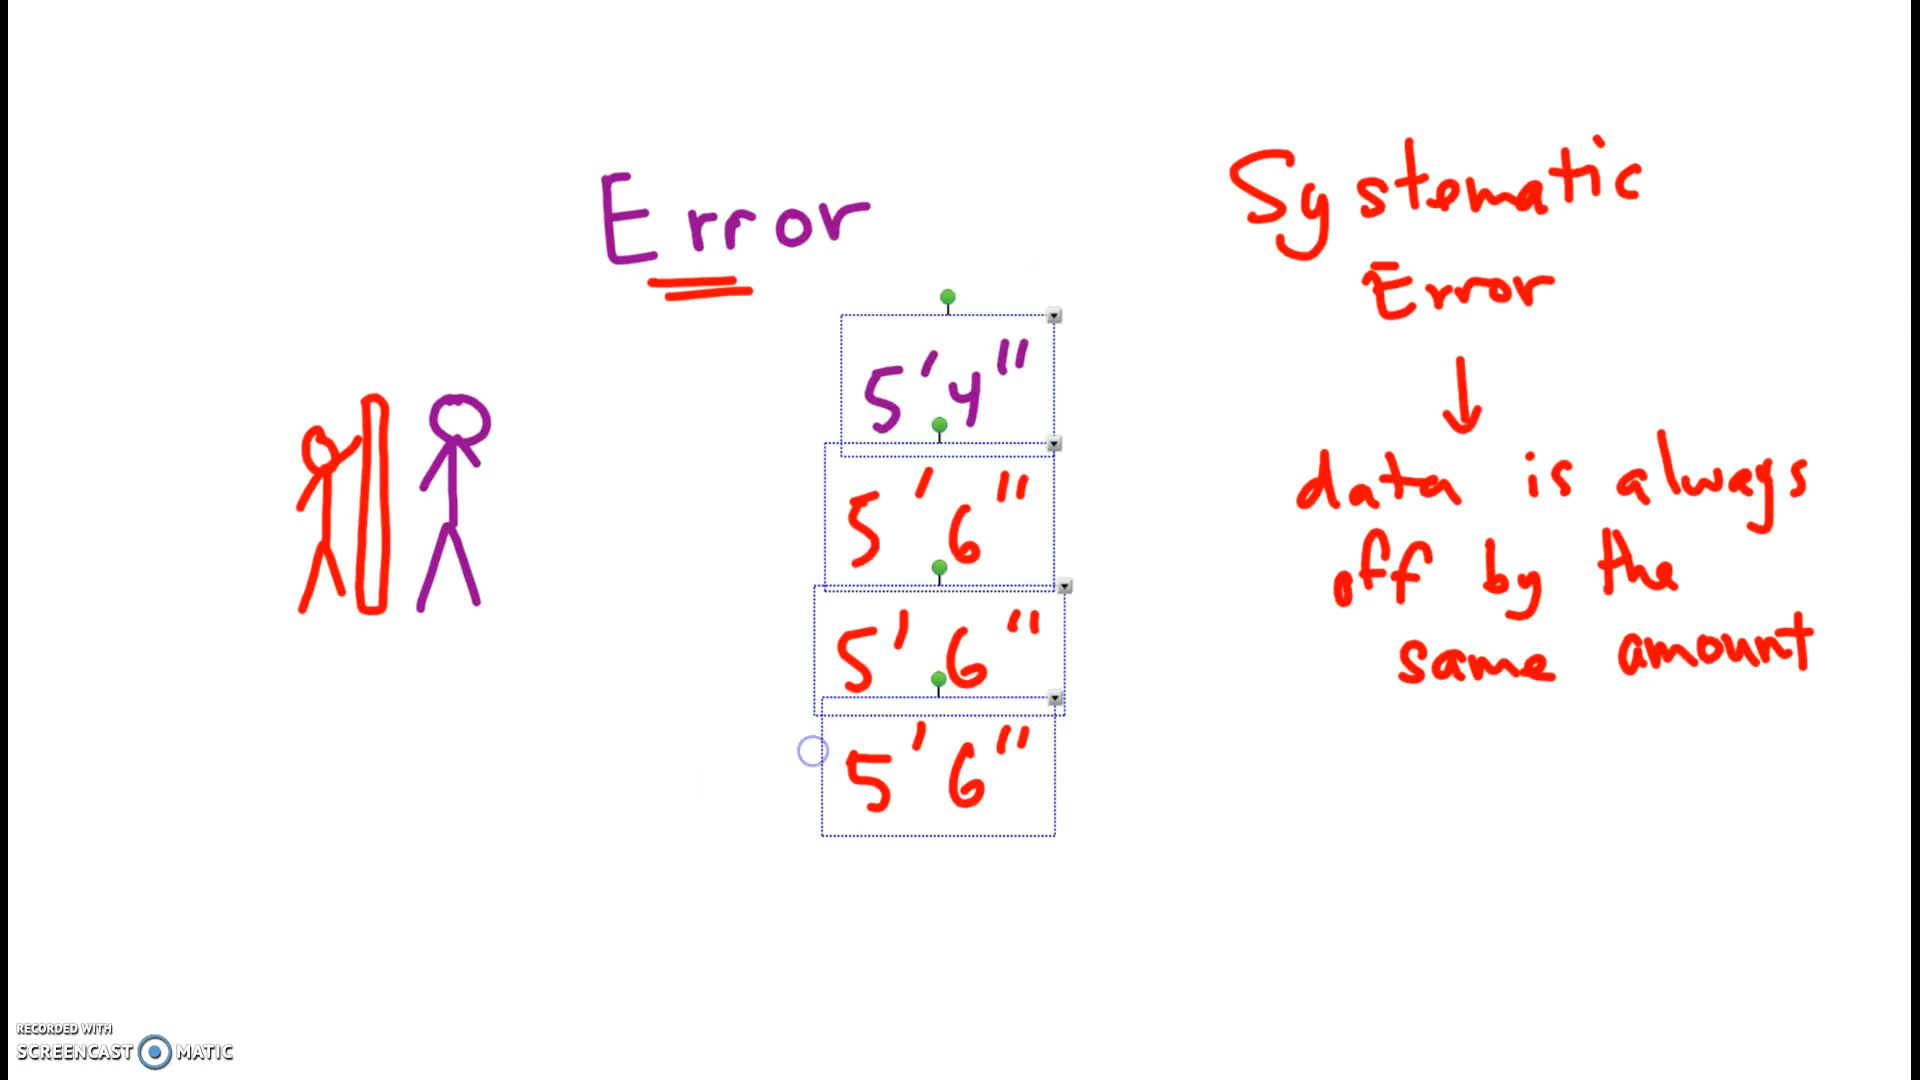 Error
5'4"
5'6"
5'6"
5'6"
Systematic
Error
data is always
off by the
same amount
RECORDED WITH
SCREENCAST MATIC